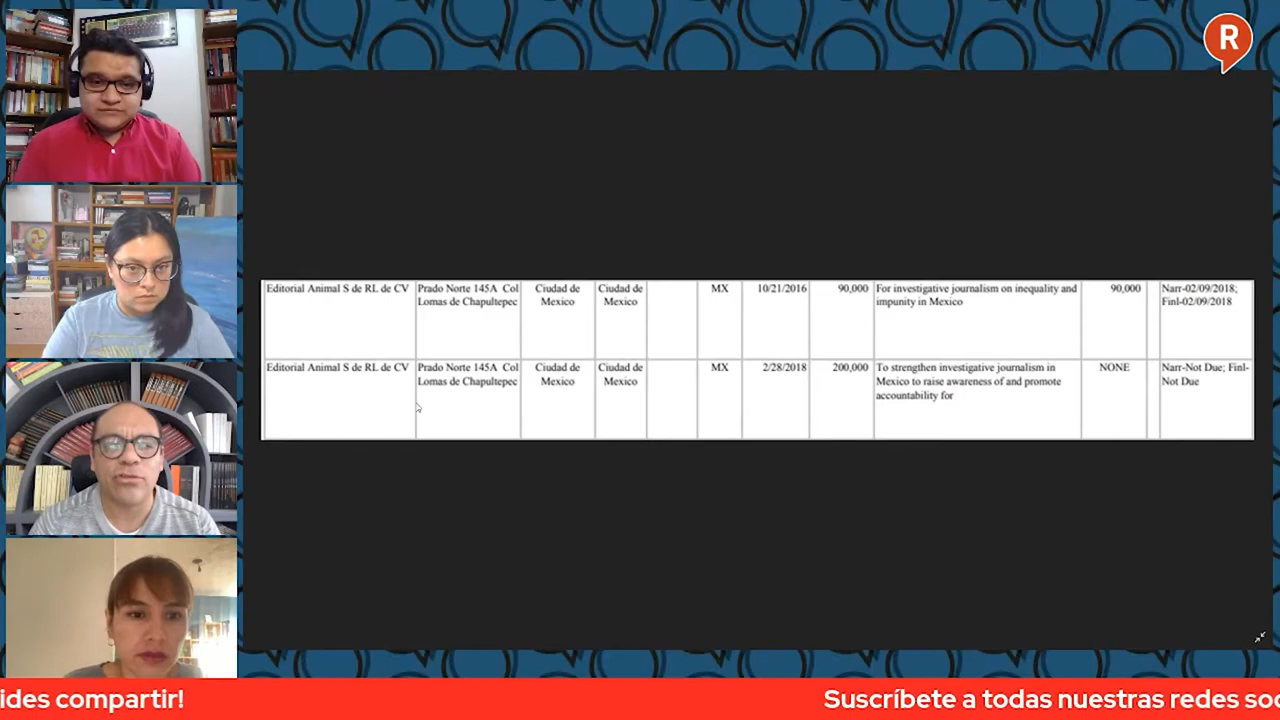 R
Editorial Animal S de RL de CV Prado Norte 145A Col Ciudad de Ciudad de MX 10/21/2016 90,000 For investigative journalism on inequality and 90,000 Narr-02/09/2018;
Lomas de Chapultepec Mexico Mexico impunity in Mexico Finl-02/09/2018
Editorial Animal S de RL de CV Prado Norte 145A Col Ciudad de Ciudad de MX 2/28/2018 200,000 To strengthen investigative journalism in NONE Narr-Not Due; Finl-
Lomas de Chapultepec Mexico Mexico Mexico to raise awareness of and promote Not Due
accountability for
ides compartir! Suscríbete a todas nuestras redes soc